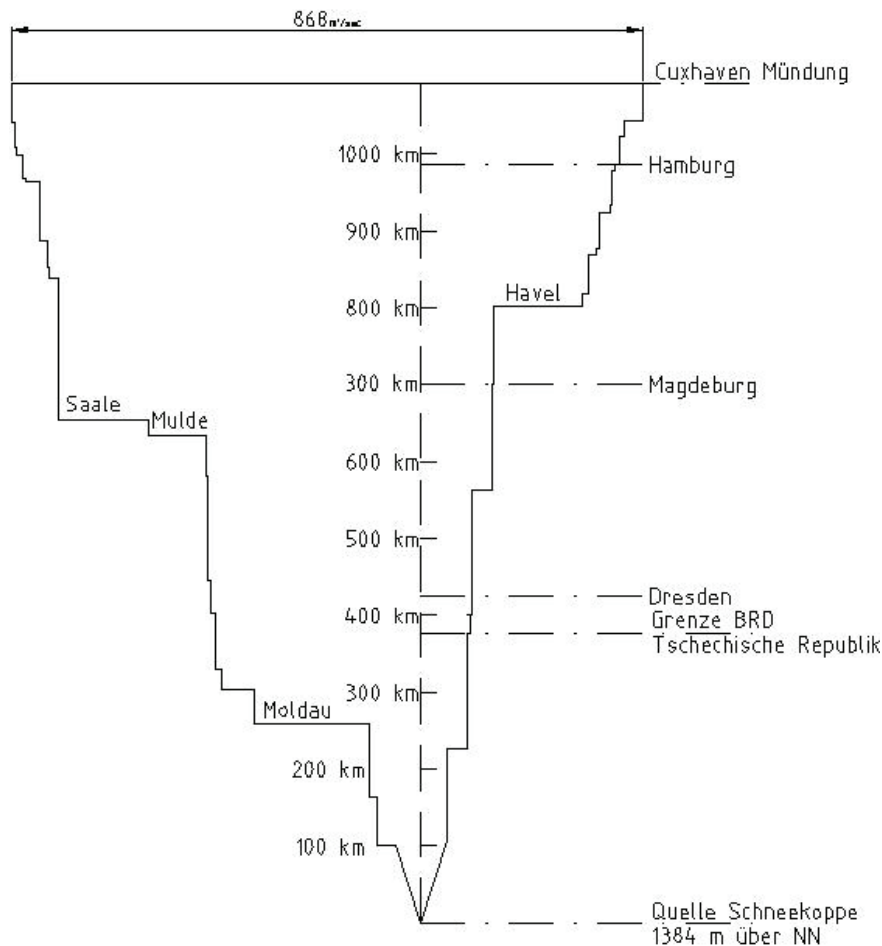 868m³/sec
Cuxhaven Mündung
1000 km
Hamburg
900 km
Havel
800 km
300 km
Magdeburg
Saale
Mulde
600 km
500 km
Dresden
400 km
Grenze BRD
Tschechische Republik
300 km
Moldau
200 km
100 km
Quelle Schneekoppe
1384 m über NN